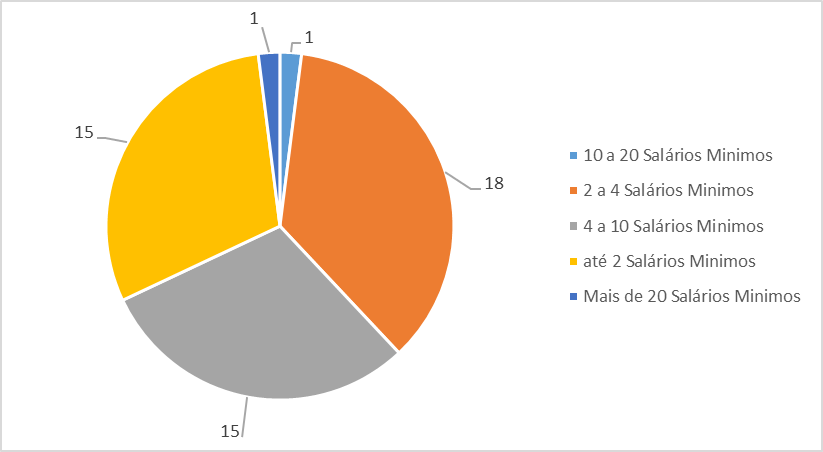 1
1
15
18
15
10 a 20 Salários Minimos
2 a 4 Salários Minimos
4 a 10 Salários Minimos
até 2 Salários Minimos
Mais de 20 Salários Minimos